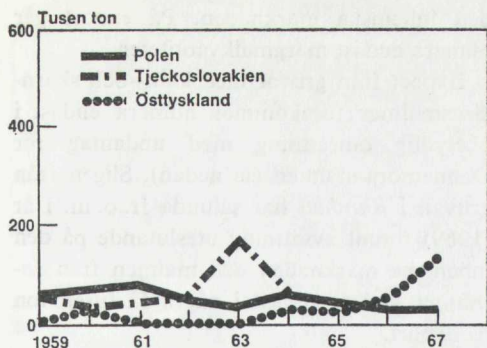 Tusen ton
600
Polen
Tjeckoslovakien
Östtyskland
400
200
0
1959 61 63 65 67